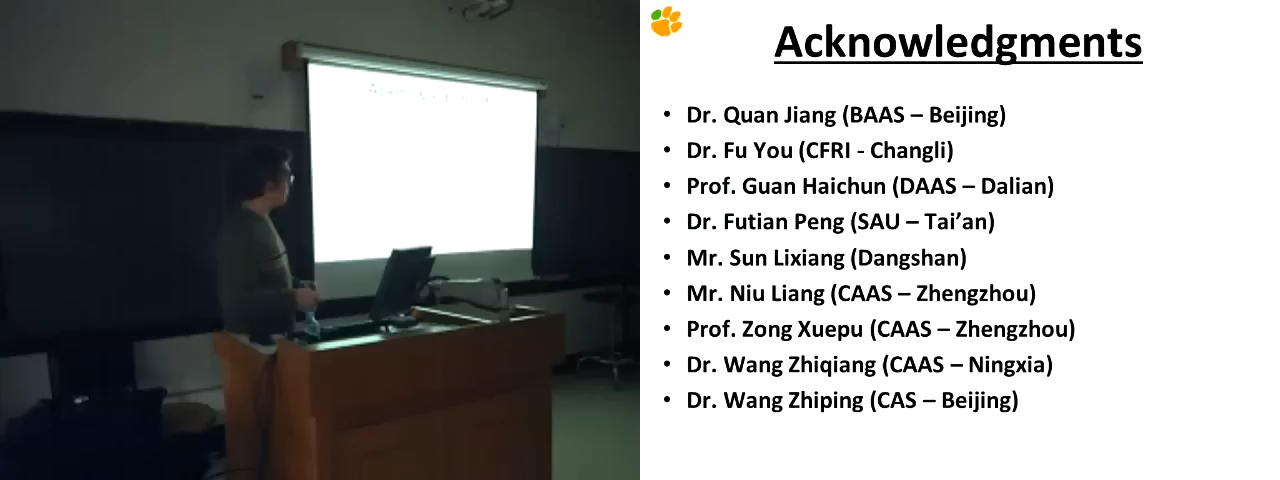 Acknowledgments
• Dr. Quan Jiang (BAAS – Beijing)
• Dr. Fu You (CFRI - Changli)
• Prof. Guan Haichun (DAAS – Dalian)
• Dr. Futian Peng (SAU – Tai’an)
• Mr. Sun Lixiang (Dangshan)
• Mr. Niu Liang (CAAS – Zhengzhou)
• Prof. Zong Xuepu (CAAS – Zhengzhou)
• Dr. Wang Zhiqiang (CAAS – Ningxia)
• Dr. Wang Zhiping (CAS – Beijing)